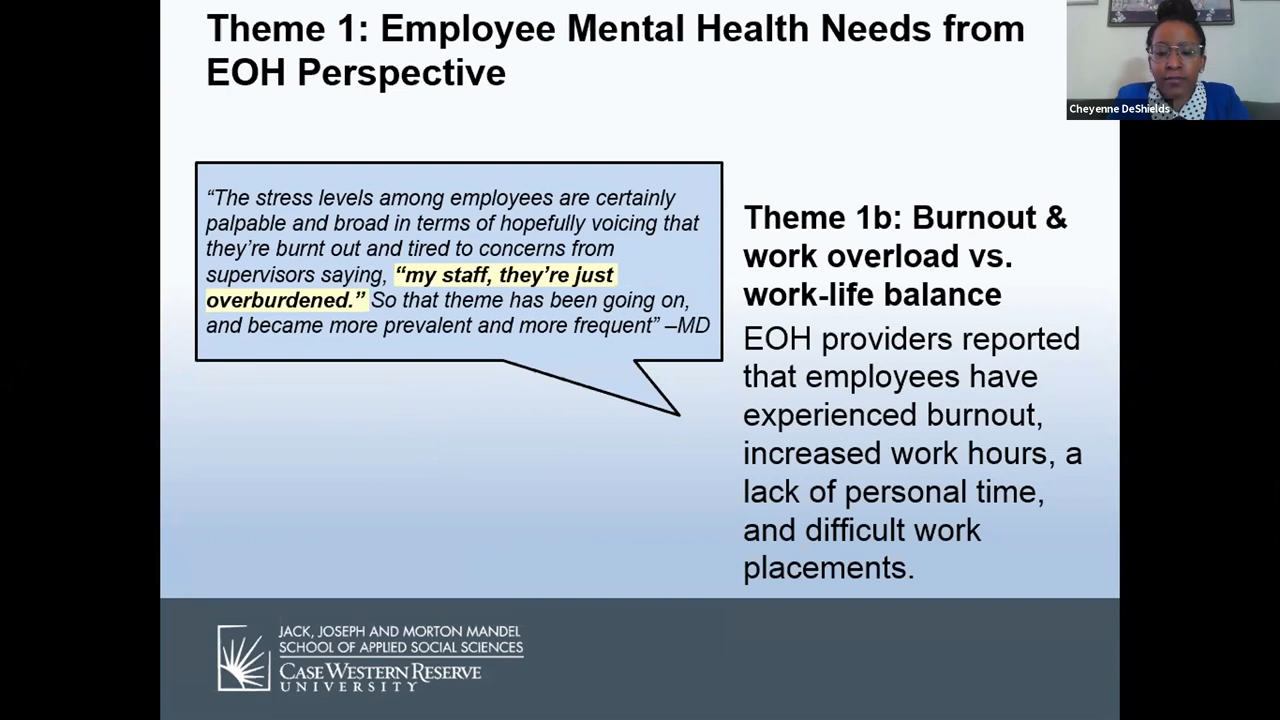 Theme 1: Employee Mental Health Needs from
EOH Perspective
Cheyenne DeShields
“The stress levels among employees are certainly
palpable and broad in terms of hopefully voicing that
they’re burnt out and tired to concerns from
supervisors saying, “my staff, they’re just
overburdened.” So that theme has been going on,
and became more prevalent and more frequent” –MD
Theme 1b: Burnout &
work overload vs.
work-life balance
EOH providers reported
that employees have
experienced burnout,
increased work hours, a
lack of personal time,
and difficult work
placements.
JACK, JOSEPH AND MORTON MANDEL
SCHOOL OF APPLIED SOCIAL SCIENCES
CASE WESTERN RESERVE
UNIVERSITY